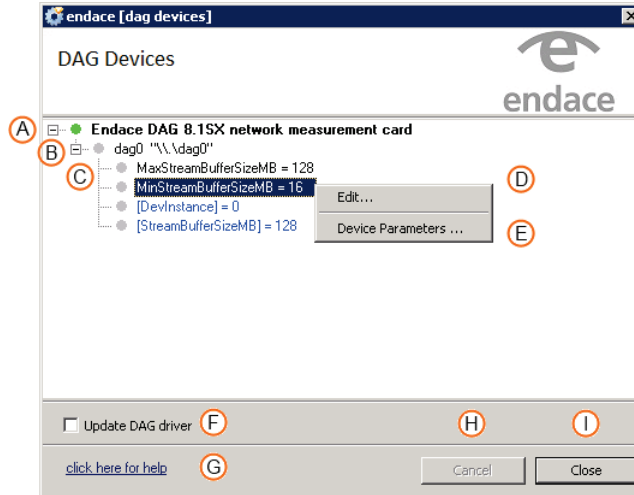 endace [dag devices]
DAG Devices
endace
A
Endace DAG 8.1SX network measurement card
B
dag0 "\\.\dag0"
C
MaxStreamBufferSizeMB = 128
MinStreamBufferSizeMB = 16
[DevInstance] = 0
[StreamBufferSizeMB] = 128
Edit...
D
Device Parameters ...
E
Update DAG driver
F
H
I
click here for help
G
Cancel
Close